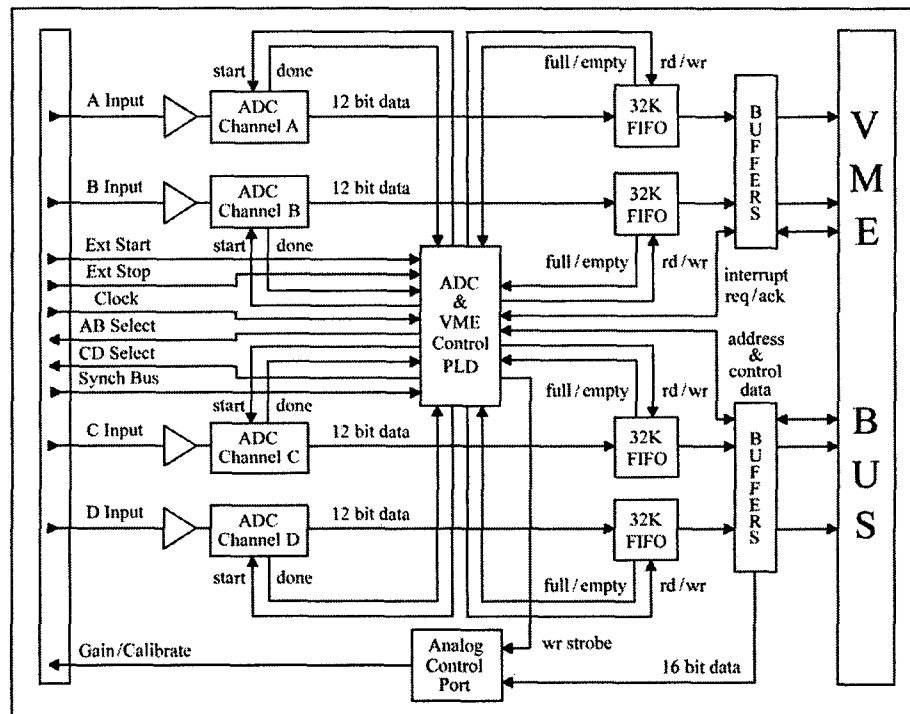 start
done
full / empty
rd / wr
A Input
ADC
Channel A
12 bit data
32K
FIFO
BUFFERS
VME
BUS
B Input
ADC
Channel B
12 bit data
32K
FIFO
start
done
full / empty
rd / wr
Ext Start
Ext Stop
Clock
AB Select
CD Select
Synch Bus
ADC
&
VME
Control
PLD
interrupt
req / ack
address
&
control
data
start
done
full / empty
rd / wr
C Input
ADC
Channel C
12 bit data
32K
FIFO
BUFFERS
D Input
ADC
Channel D
12 bit data
32K
FIFO
start
done
full / empty
rd / wr
Gain/Calibrate
Analog
Control
Port
wr strobe
16 bit data